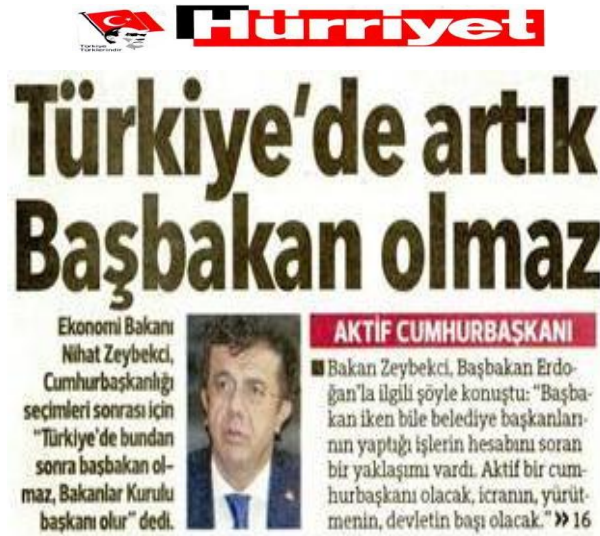 Türkiye
Türklerindir
Hürriyet
Türkiye'de artık
Başbakan olmaz
Ekonomi Bakanı
Nihat Zeybekci,
Cumhurbaşkanlığı
seçimleri sonrası için
"Türkiye'de bundan
sonra başbakan ol-
maz, Bakanlar Kurulu
başkanı olur" dedi.
AKTİF CUMHURBAŞKANI
Bakan Zeybekci, Başbakan Erdo-
ğan'la ilgili şöyle konuştu: "Başba-
kan iken bile belediye başkanları-
nın yaptığı işlerin hesabını soran
bir yaklaşımı vardı. Aktif bir cum-
hurbaşkanı olacak, icranın, yürüt-
menin, devletin başı olacak." » 16